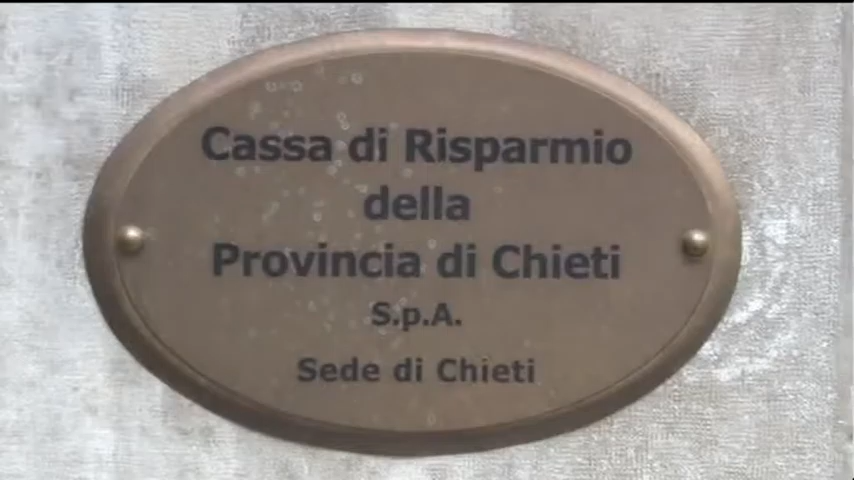 Cassa di Risparmio
della
Provincia di Chieti
S.p.A.
Sede di Chieti